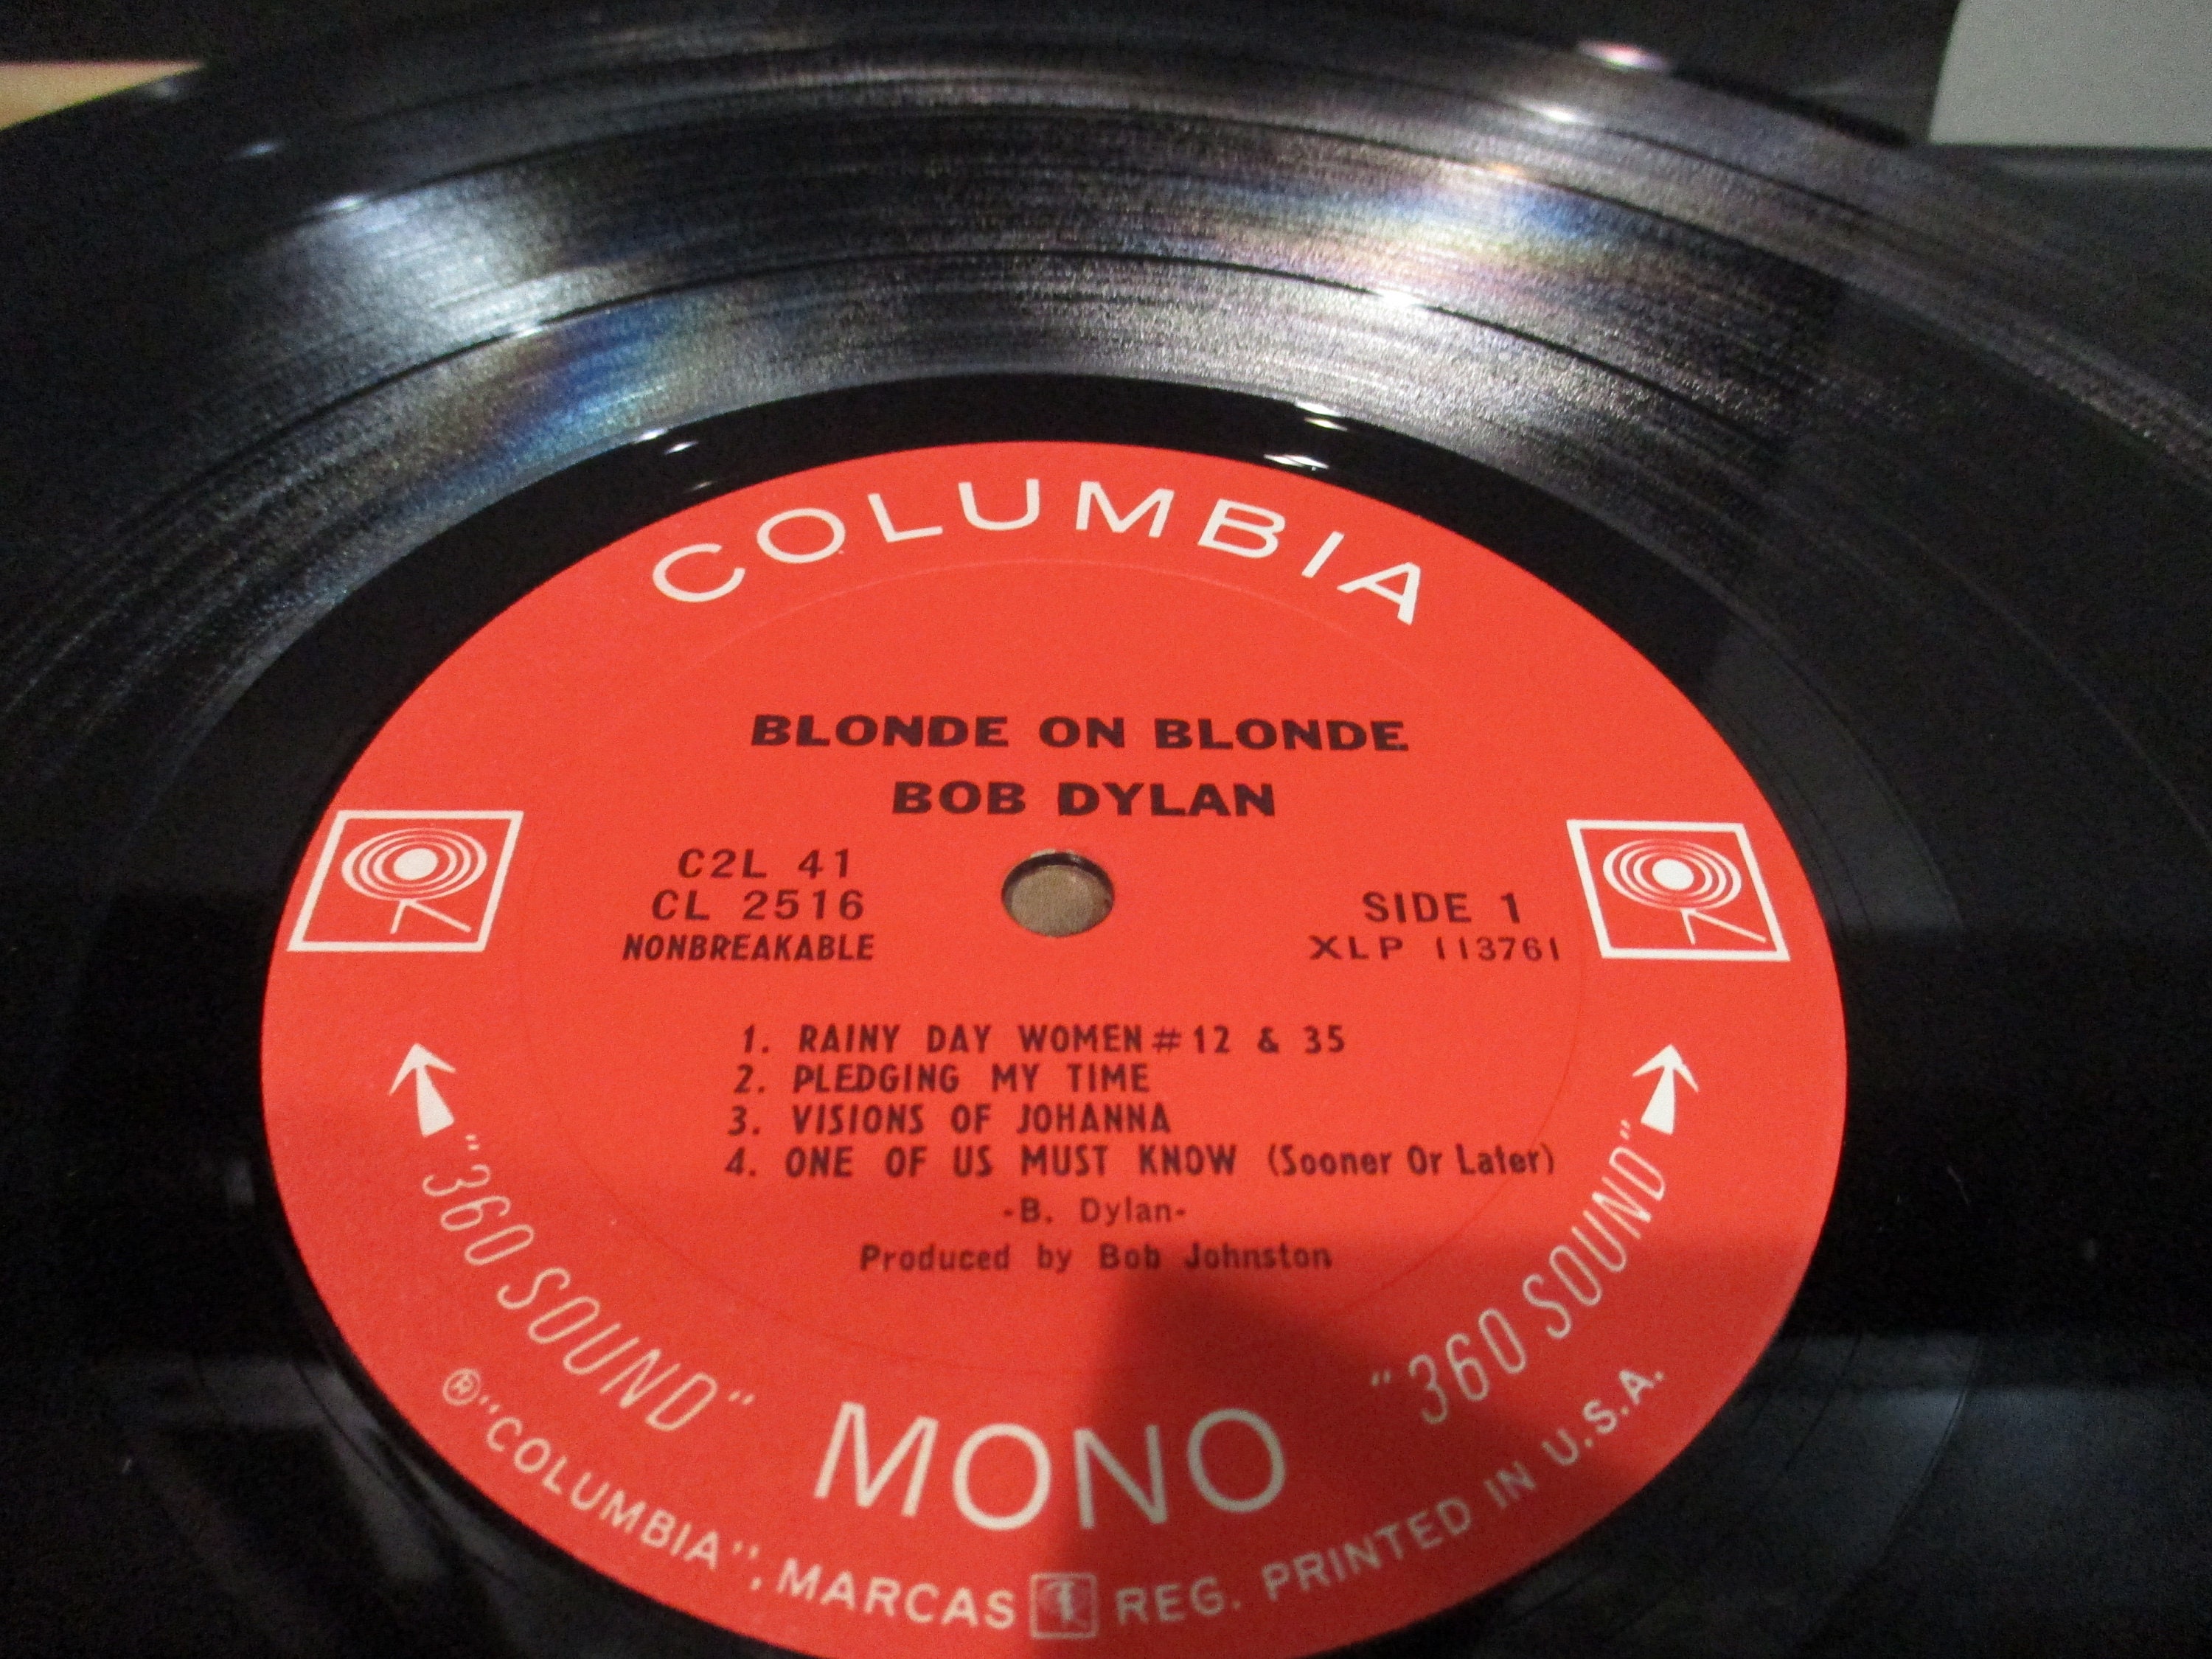 COLUMBIA
BLONDE ON BLONDE
BOB DYLAN
C2L 41
CL 2516
NONBREAKABLE
SIDE 1
XLP 113761
1. RAINY DAY WOMEN #12 & 35
2. PLEDGING MY TIME
3. VISIONS OF JOHANNA
4. ONE OF US MUST KNOW (Sooner Or Later)
-B. Dylan-
Produced by Bob Johnston
"360 SOUND"
MONO
"360 SOUND"
®"COLUMBIA", MARCAS REG. PRINTED IN U.S.A.